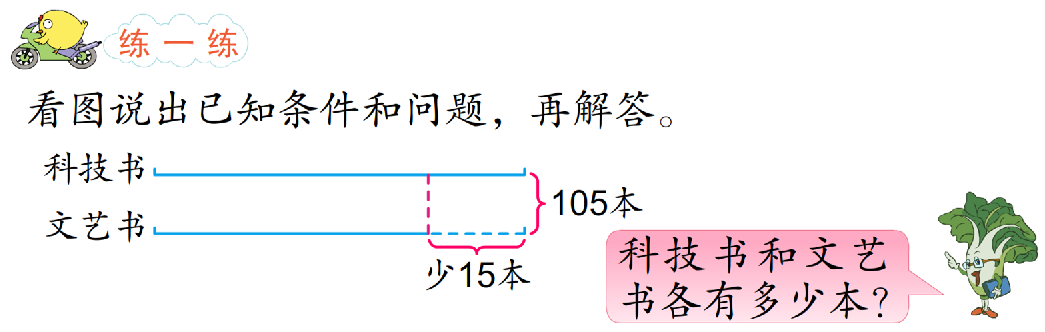 练一练
看图说出已知条件和问题，再解答。
科技书
105本
文艺书
少15本
科技书和文艺
书各有多少本？